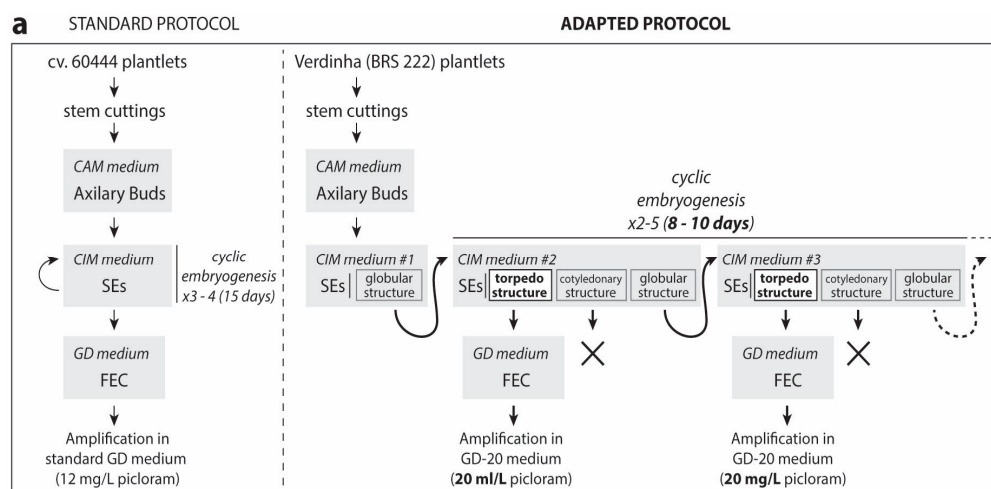 a
STANDARD PROTOCOL
cv. 60444 plantlets
stem cuttings
CAM medium
Axilary Buds
CIM medium
SEs
cyclic
embryogenesis
x3 - 4 (15 days)
GD medium
FEC
Amplification in
standard GD medium
(12 mg/L picloram)
ADAPTED PROTOCOL
Verdinha (BRS 222) plantlets
stem cuttings
CAM medium
Axilary Buds
cyclic
embryogenesis
x2-5 (8 - 10 days)
CIM medium #1
SEs
globular
structure
CIM medium #2
SEs
torpedo
structure
cotyledonary
structure
globular
structure
GD medium
FEC
Amplification in
GD-20 medium
(20 ml/L picloram)
CIM medium #3
SEs
torpedo
structure
cotyledonary
structure
globular
structure
GD medium
FEC
Amplification in
GD-20 medium
(20 mg/L picloram)